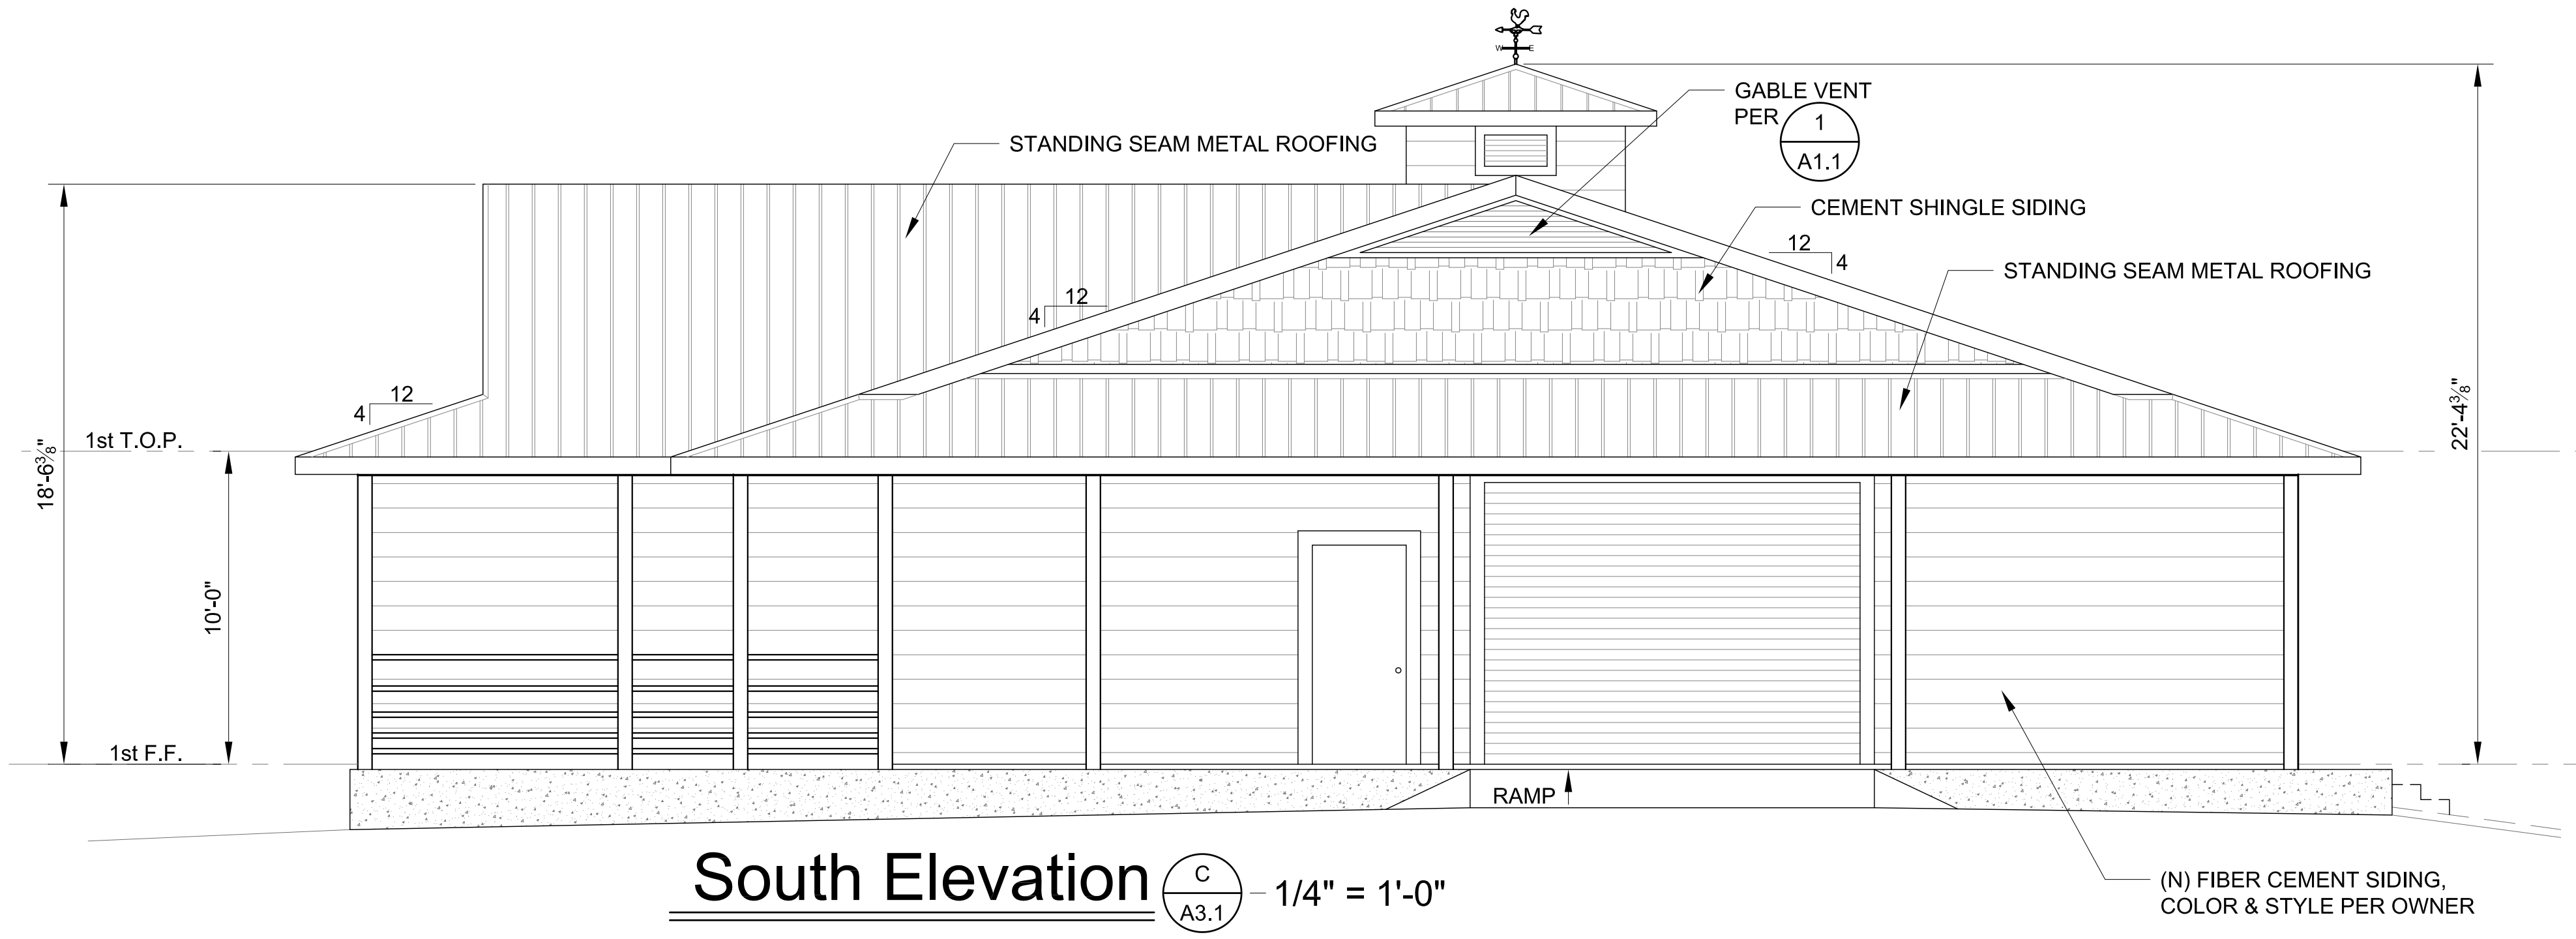 W E
GABLE VENT
PER 1
A1.1
STANDING SEAM METAL ROOFING
CEMENT SHINGLE SIDING
12
4
STANDING SEAM METAL ROOFING
12
4
12
4
1st T.O.P.
18'-6⅜"
22'-4⅜"
10'-0"
1st F.F.
RAMP
South Elevation C
A3.1
1/4" = 1'-0"
(N) FIBER CEMENT SIDING,
COLOR & STYLE PER OWNER